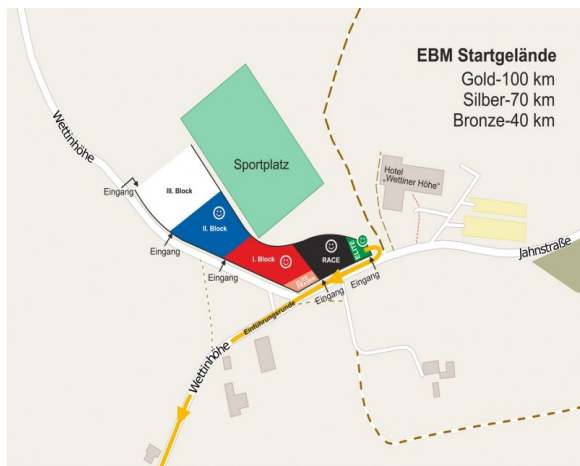 EBM Startgelände
Gold-100 km
Silber-70 km
Bronze-40 km
Wettinhöhe
Sportplatz
Hotel
„Wettiner Höhe"
Eingang
III. Block
II. Block
Eingang
I. Block
Eingang
RACE
ELITE
Eingang
Eingang
Jahnstraße
Einführungsrunde
Wettinhöhe